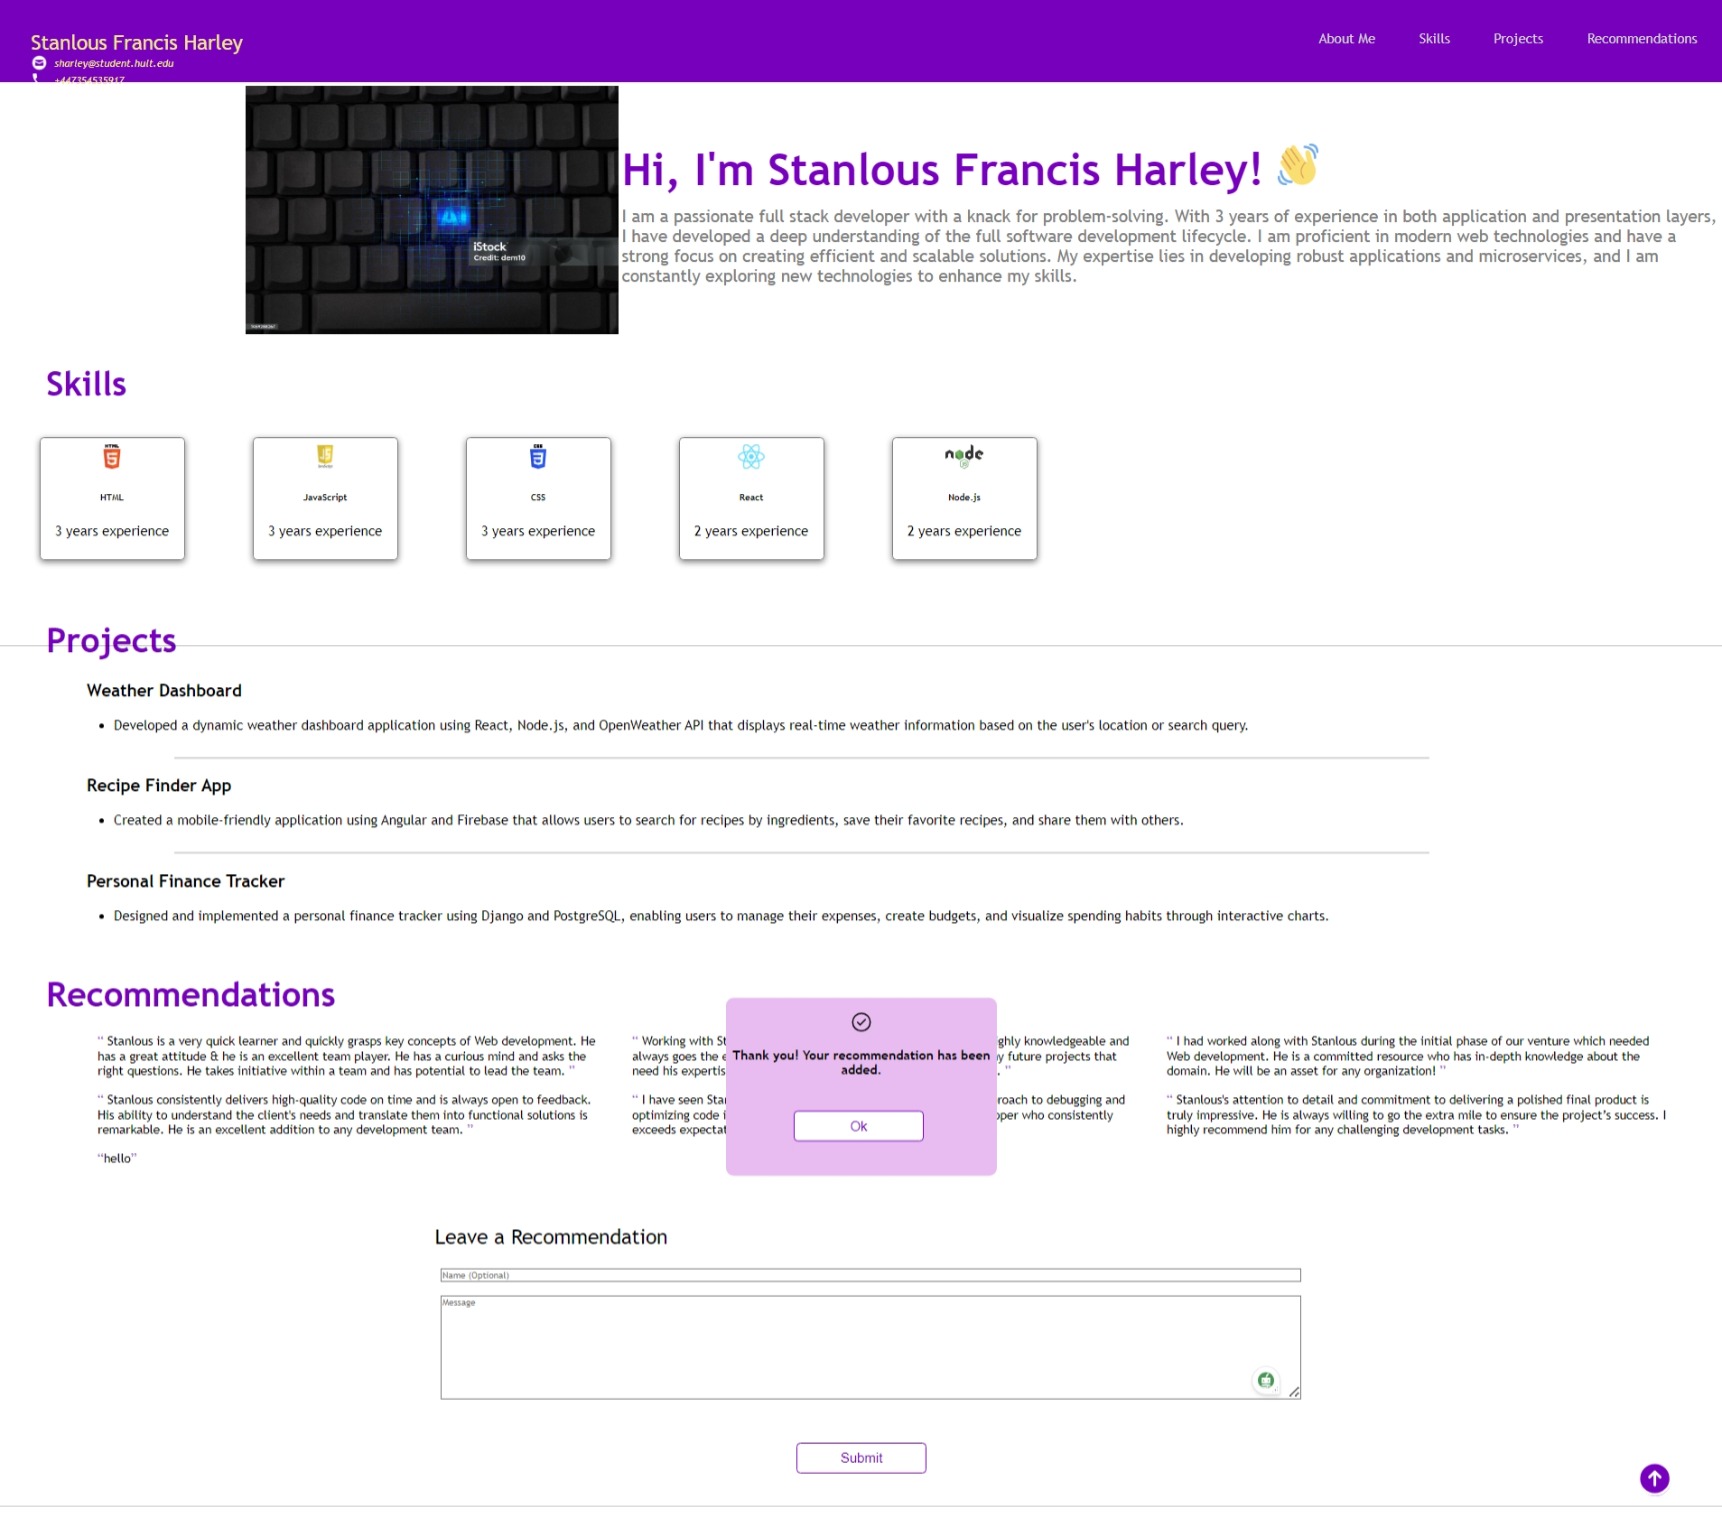 Stanlous Francis Harley
sharley@student.hult.edu
+447354535917
About Me
Skills
Projects
Recommendations
iStock
Credit: dem10
Hi, I'm Stanlous Francis Harley! 👋
I am a passionate full stack developer with a knack for problem-solving. With 3 years of experience in both application and presentation layers,
I have developed a deep understanding of the full software development lifecycle. I am proficient in modern web technologies and have a
strong focus on creating efficient and scalable solutions. My expertise lies in developing robust applications and microservices, and I am
constantly exploring new technologies to enhance my skills.
Skills
HTML
5
HTML
3 years experience
JS
JavaScript
3 years experience
CSS
3
CSS
3 years experience
React
2 years experience
node
Node.js
2 years experience
Projects
Weather Dashboard
• Developed a dynamic weather dashboard application using React, Node.js, and OpenWeather API that displays real-time weather information based on the user's location or search query.
Recipe Finder App
• Created a mobile-friendly application using Angular and Firebase that allows users to search for recipes by ingredients, save their favorite recipes, and share them with others.
Personal Finance Tracker
• Designed and implemented a personal finance tracker using Django and PostgreSQL, enabling users to manage their expenses, create budgets, and visualize spending habits through interactive charts.
Recommendations
“ Stanlous is a very quick learner and quickly grasps key concepts of Web development. He
has a great attitude & he is an excellent team player. He has a curious mind and asks the
right questions. He takes initiative within a team and has potential to lead the team. ”
“ Working with
always goes the
need his
highly knowledgeable and
future projects that
”
“ I had worked along with Stanlous during the initial phase of our venture which needed
Web development. He is a committed resource who has in-depth knowledge about the
domain. He will be an asset for any organization! ”
“ Stanlous consistently delivers high-quality code on time and is always open to feedback.
His ability to understand the client's needs and translate them into functional solutions is
remarkable. He is an excellent addition to any development team. ”
“ I have seen
optimizing code
exceeds
to debugging and
who consistently
“ Stanlous's attention to detail and commitment to delivering a polished final product is
truly impressive. He is always willing to go the extra mile to ensure the project’s success. I
highly recommend him for any challenging development tasks. ”
“hello”
Thank you! Your recommendation has been
added.
Ok
Leave a Recommendation
Name (Optional)
Message
Submit